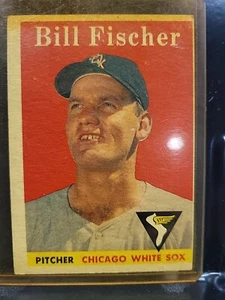 Bill Fischer
PITCHER CHICAGO WHITE SOX